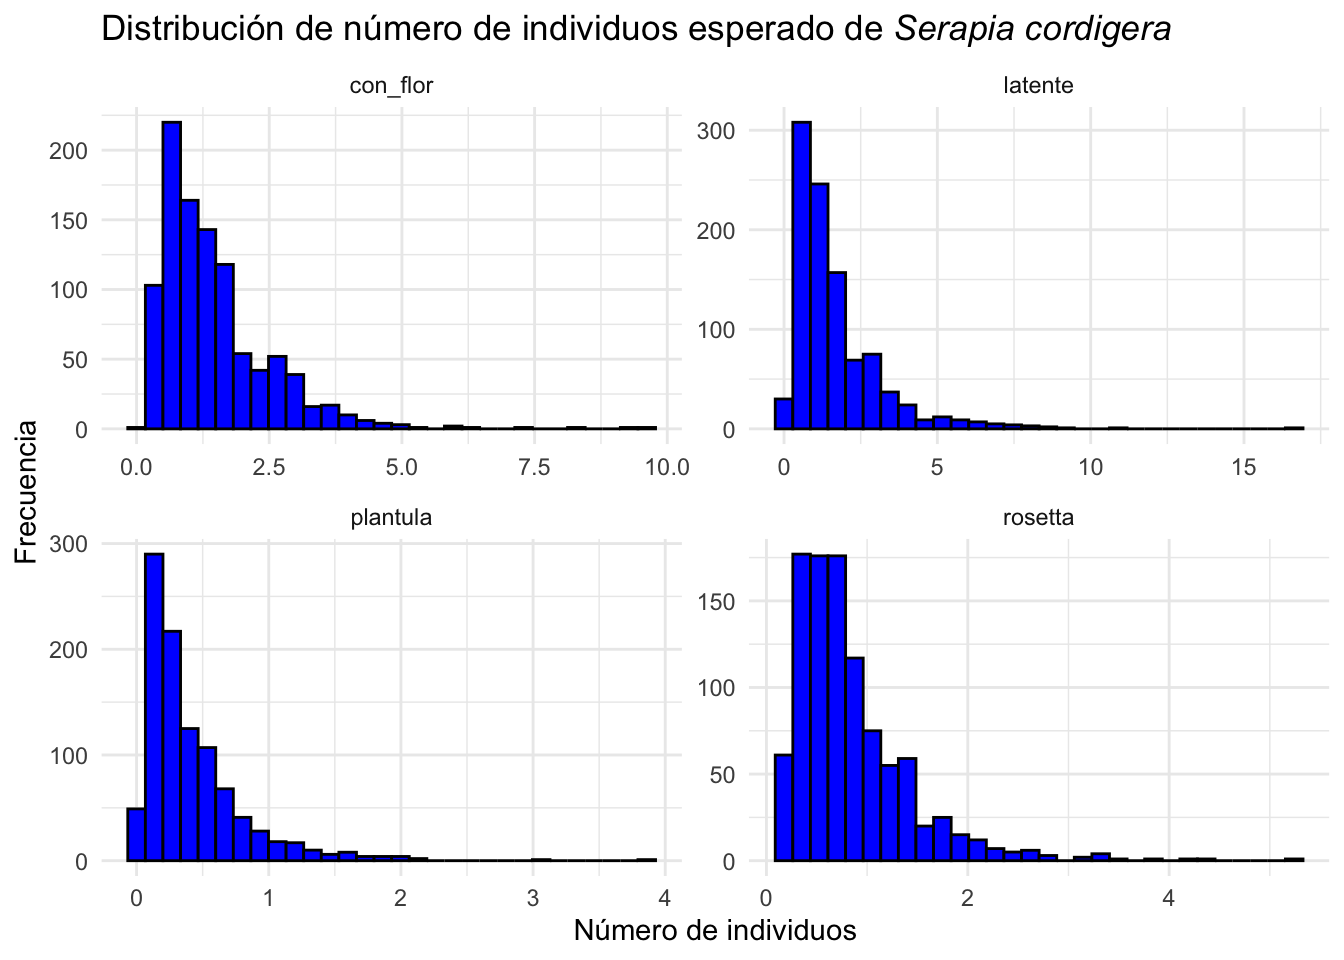 Distribución de número de individuos esperado de Serapia cordigera
con_flor
latente
200
150
100
50
0
0.0 2.5 5.0 7.5 10.0
300
200
100
0
0 5 10 15
Frecuencia
plantula
rosetta
300
200
100
0
0 1 2 3 4
150
100
50
0
0 2 4
Número de individuos